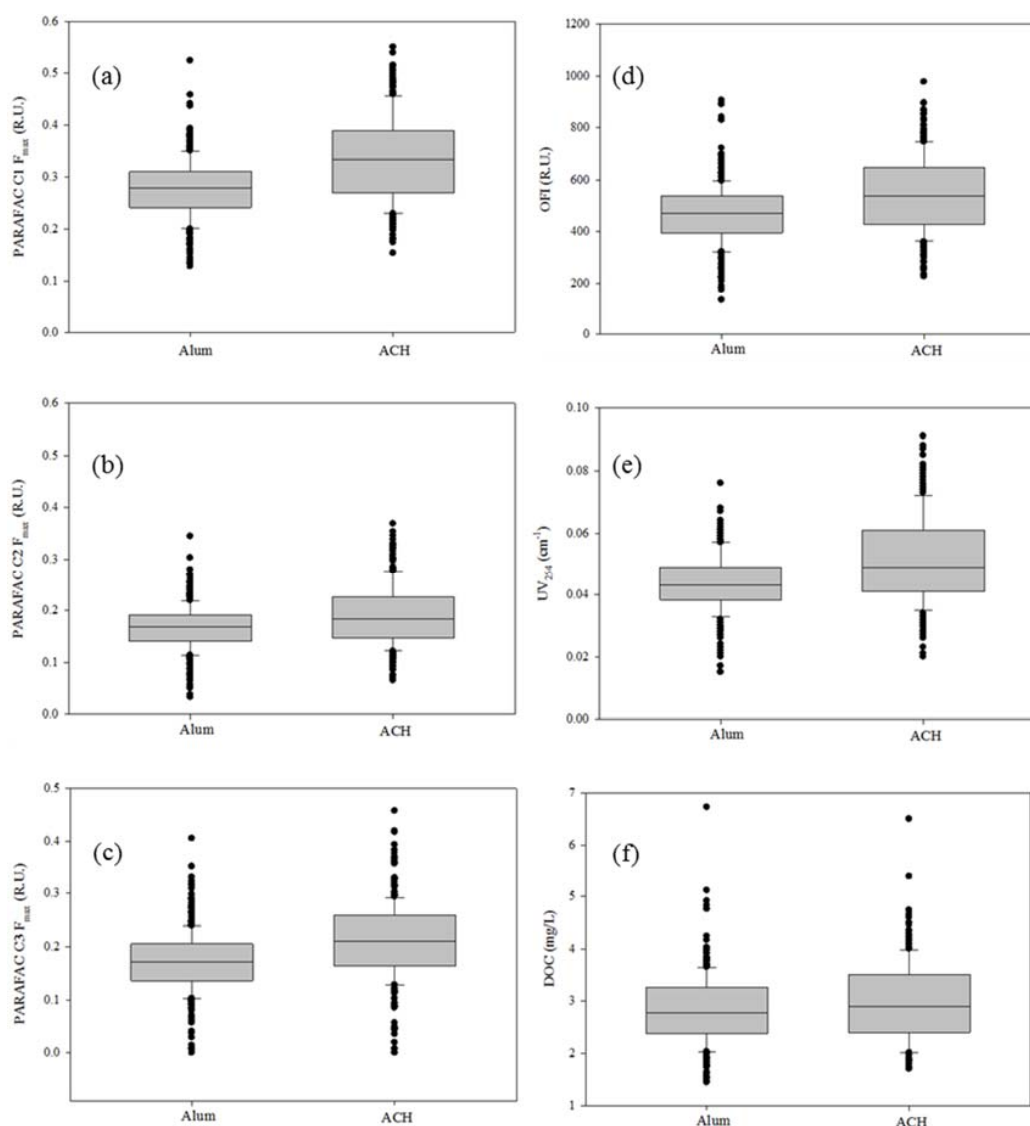 (a)
PARAFAC C1 Fmax (R.U.)
0.6
0.5
0.4
0.3
0.2
0.1
0.0
Alum ACH
(d)
OFI (R.U.)
1200
1000
800
600
400
200
0
Alum ACH
(b)
PARAFAC C2 Fmax (R.U.)
0.6
0.5
0.4
0.3
0.2
0.1
0.0
Alum ACH
(e)
UV254 (cm-1)
0.10
0.08
0.06
0.04
0.02
0.00
Alum ACH
(c)
PARAFAC C3 Fmax (R.U.)
0.5
0.4
0.3
0.2
0.1
0.0
Alum ACH
(f)
DOC (mg/L)
7
6
5
4
3
2
1
Alum ACH